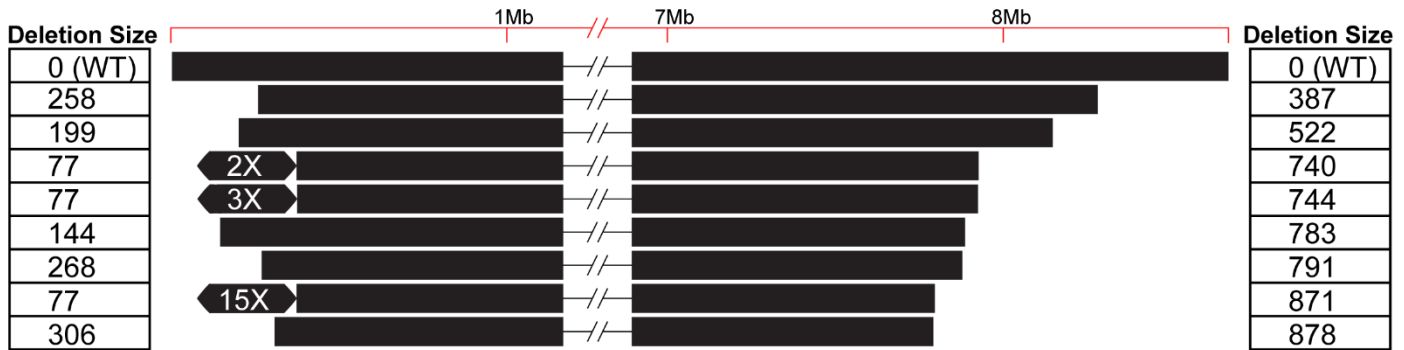 1Mb 7Mb 8Mb
Deletion Size Deletion Size
0 (WT) 0 (WT)
258 387
199 522
77 2X 740
77 3X 744
144 783
268 791
77 15X 871
306 878